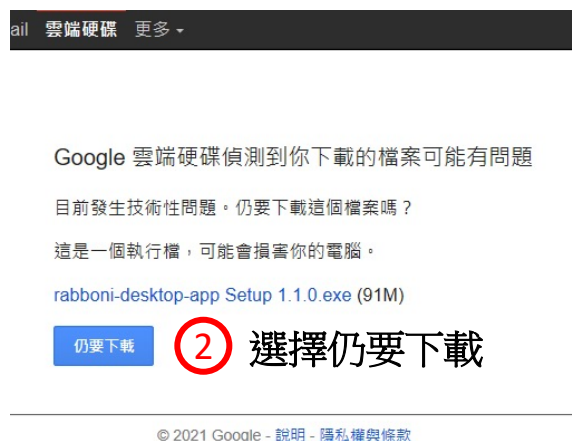 ail 雲端硬碟 更多
Google 雲端硬碟偵測到你下載的檔案可能有問題
目前發生技術性問題。仍要下載這個檔案嗎？
這是一個執行檔，可能會損害你的電腦。
rabboni-desktop-app Setup 1.1.0.exe (91M)
仍要下載 2 選擇仍要下載
© 2021 Google - 說明 - 隱私權與條款